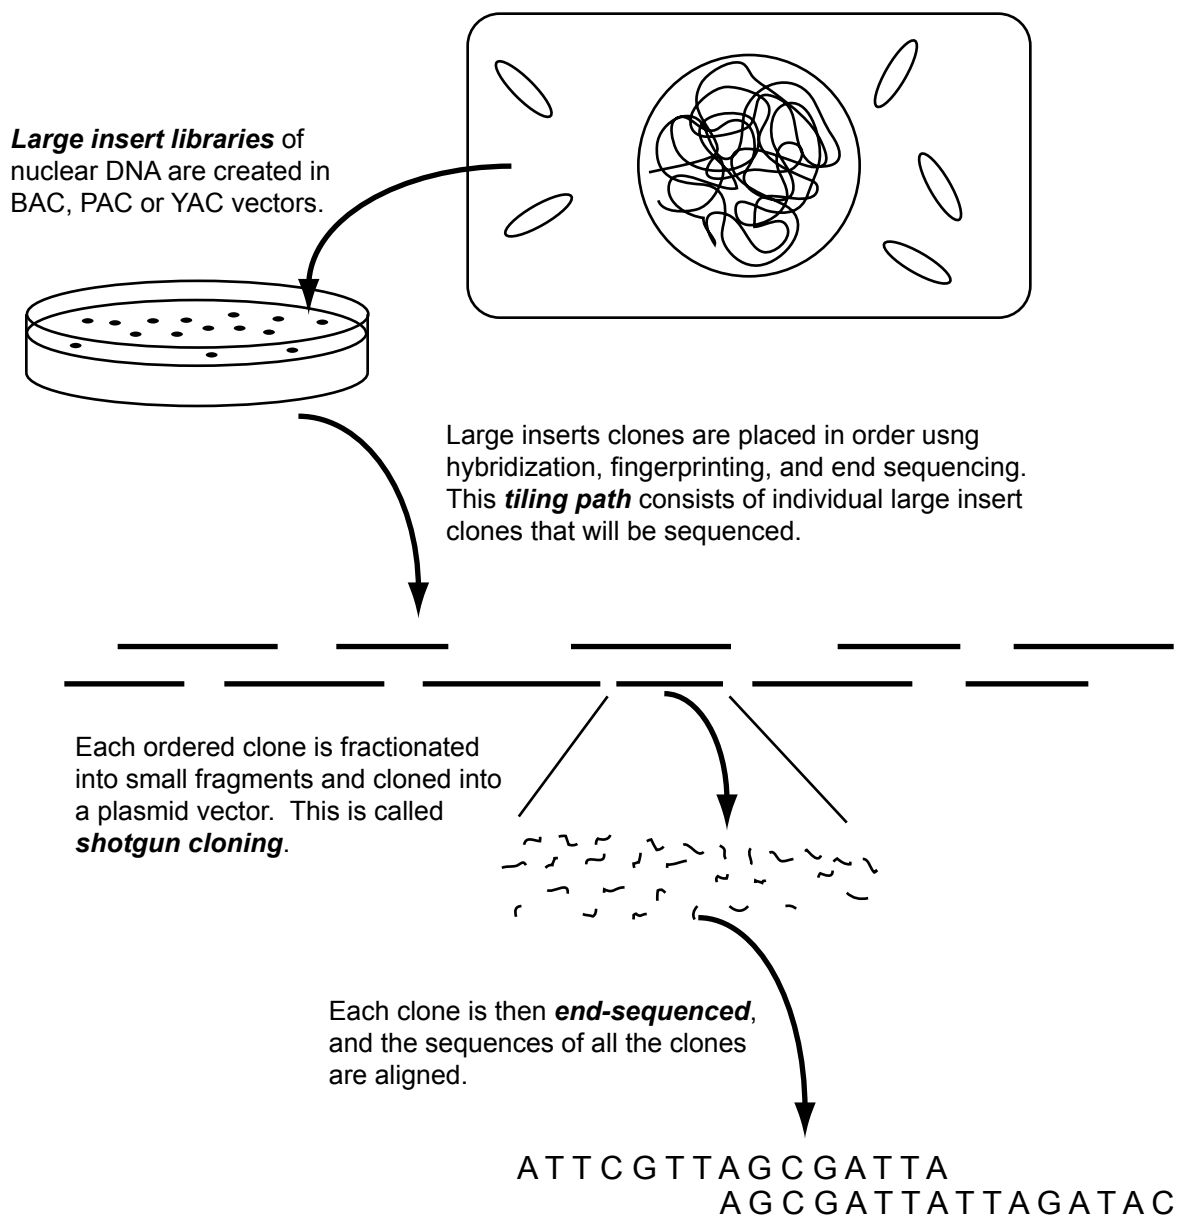 Large insert libraries of
nuclear DNA are created in
BAC, PAC or YAC vectors.
Large inserts clones are placed in order usng
hybridization, fingerprinting, and end sequencing.
This tiling path consists of individual large insert
clones that will be sequenced.
Each ordered clone is fractionated
into small fragments and cloned into
a plasmid vector.  This is called
shotgun cloning.
Each clone is then end-sequenced,
and the sequences of all the clones
are aligned.
ATTCGTTAGCGATTA
AGCGATTATTAGATAC